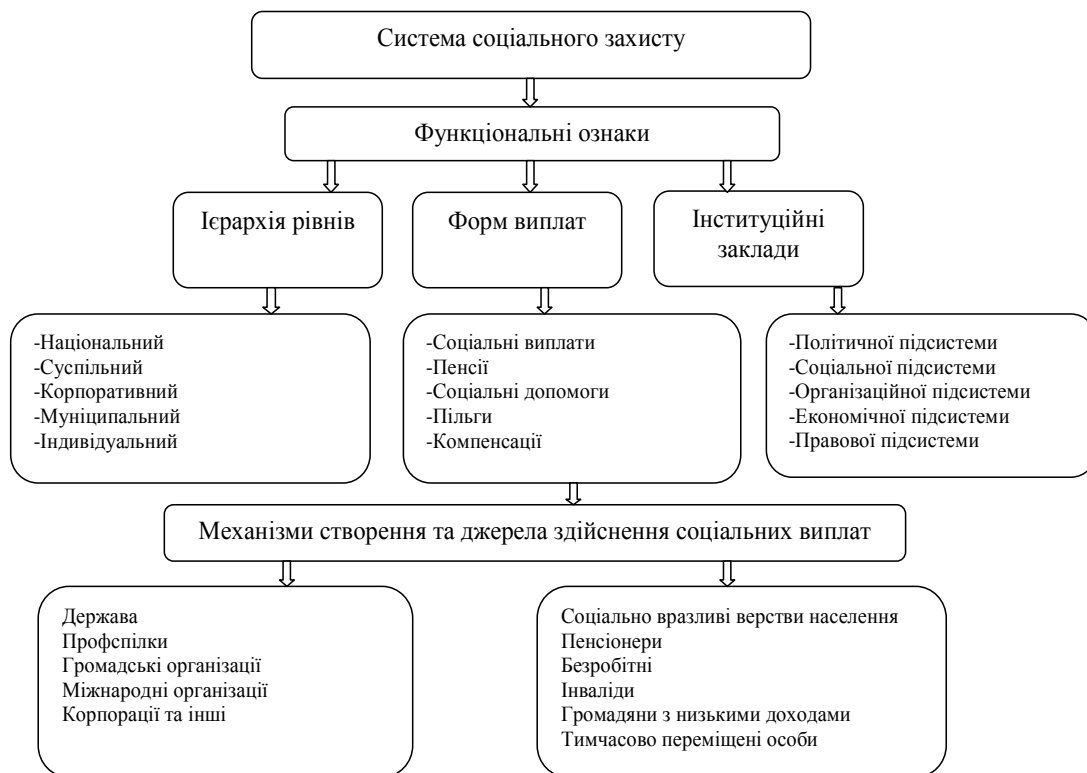 Система соціального захисту
Функціональні ознаки
Ієрархія рівнів
Форм виплат
Інституційні
заклади
-Національний
-Суспільний
-Корпоративний
-Муніципальний
-Індивідуальний
-Соціальні виплати
-Пенсії
-Соціальні допомоги
-Пільги
-Компенсації
-Політичної підсистеми
-Соціальної підсистеми
-Організаційної підсистеми
-Економічної підсистеми
-Правової підсистеми
Механізми створення та джерела здійснення соціальних виплат
Держава
Профспілки
Громадські організації
Міжнародні організації
Корпорації та інші
Соціально вразливі верстви населення
Пенсіонери
Безробітні
Інваліди
Громадяни з низькими доходами
Тимчасово переміщені особи